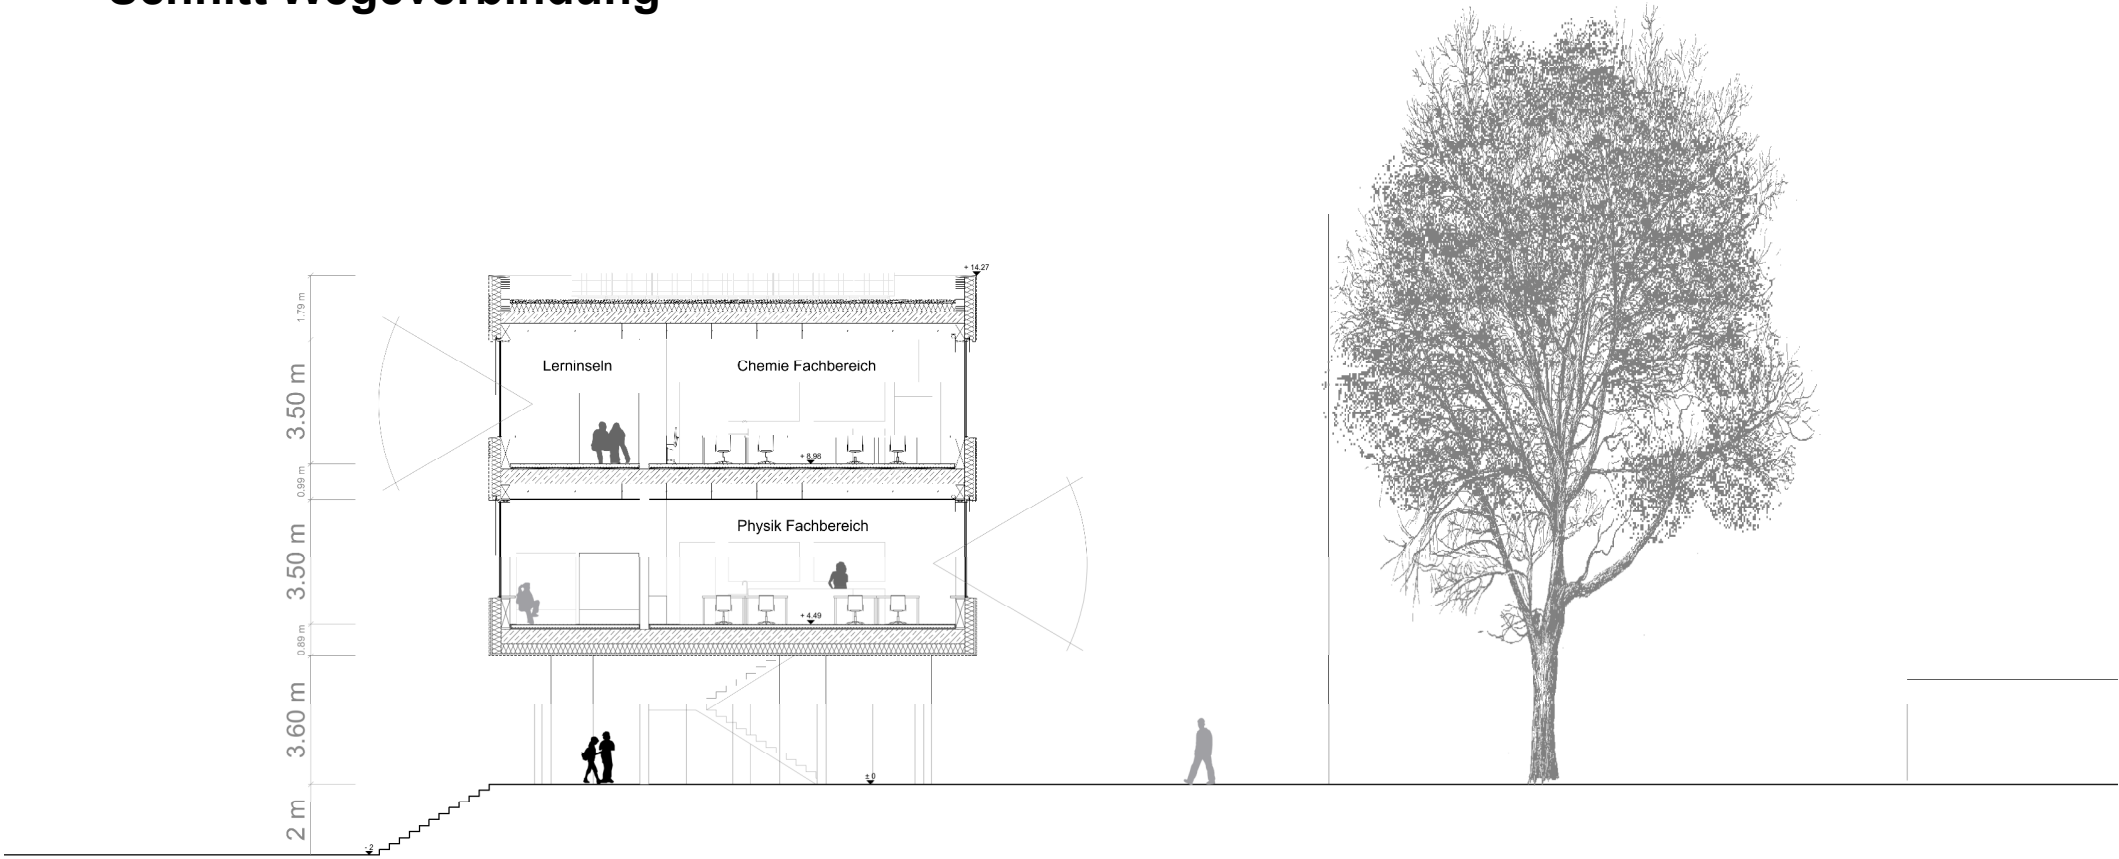 Schnitt Wegeverbindung
+ 14.27
1.79 m
Lerninseln
Chemie Fachbereich
3.50 m
+ 8.98
0.99 m
Physik Fachbereich
3.50 m
+ 4.49
0.89 m
3.60 m
± 0
2 m
- 2